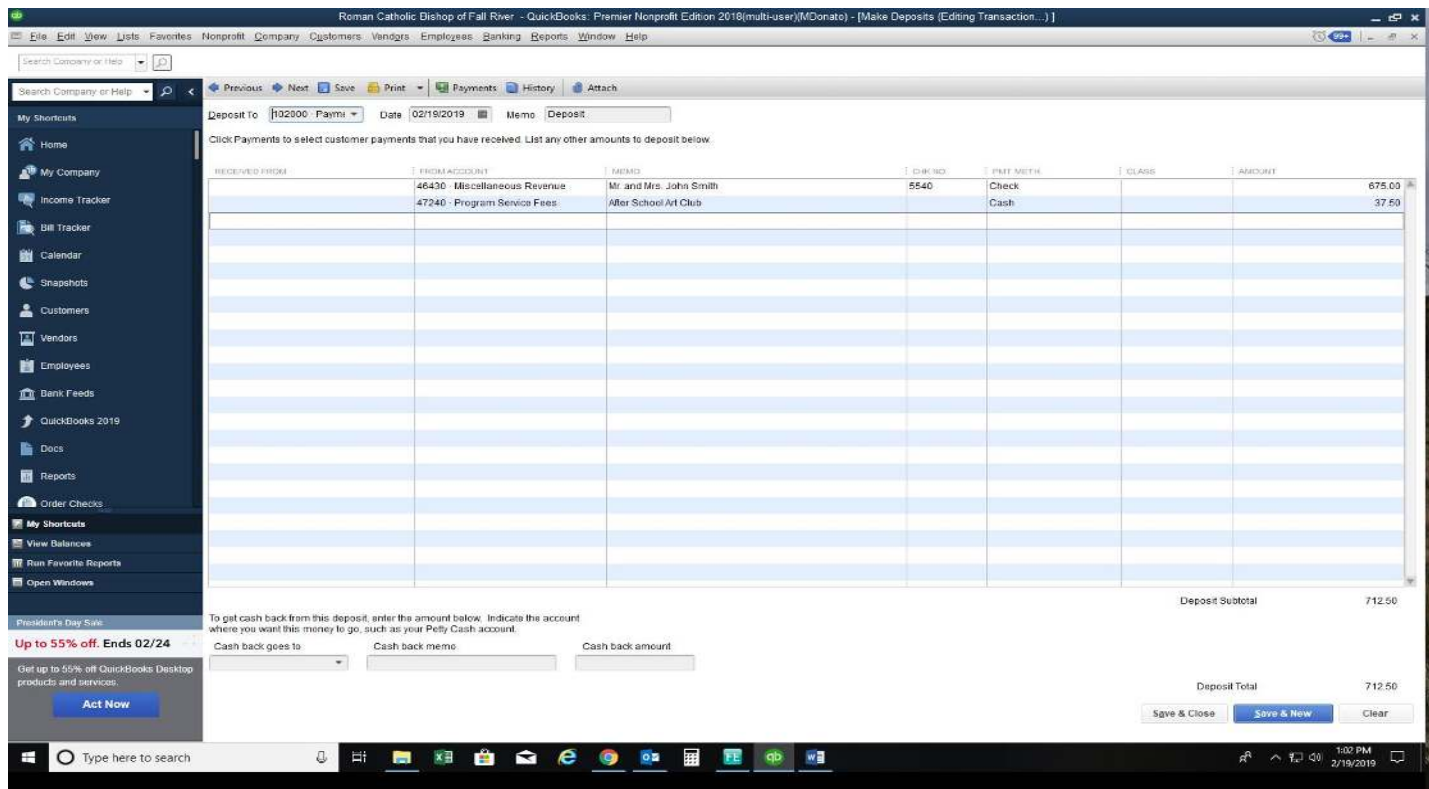 Roman Catholic Bishop of Fall River - QuickBooks: Premier Nonprofit Edition 2018(multi-user)(MDonato) - [Make Deposits (Editing Transaction...) ]
File Edit View Lists Favorites Nonprofit Company Customers Vendors Employees Banking Reports Window Help
99+
Search Company or Help
Search Company or Help
Previous Next Save Print Payments History Attach
My Shortcuts
Deposit To 102000 · Payme Date 02/19/2019 Memo Deposit
Click Payments to select customer payments that you have received. List any other amounts to deposit below.
Home
My Company
RECEIVED FROM FROM ACCOUNT MEMO CHK NO. PMT METH. CLASS AMOUNT
46430 · Miscellaneous Revenue Mr. and Mrs. John Smith 5540 Check 675.00
47240 · Program Service Fees After School Art Club Cash 37.50
Income Tracker
Bill Tracker
Calendar
Snapshots
Customers
Vendors
Employees
Bank Feeds
QuickBooks 2019
Docs
Reports
Order Checks
My Shortcuts
View Balances
Run Favorite Reports
Open Windows
Deposit Subtotal 712.50
To get cash back from this deposit, enter the amount below. Indicate the account
where you want this money to go, such as your Petty Cash account.
President's Day Sale
Up to 55% off. Ends 02/24
Cash back goes to Cash back memo Cash back amount
Get up to 55% off QuickBooks Desktop
products and services.
Act Now
Deposit Total 712.50
Save & Close Save & New Clear
Type here to search
1:02 PM
2/19/2019